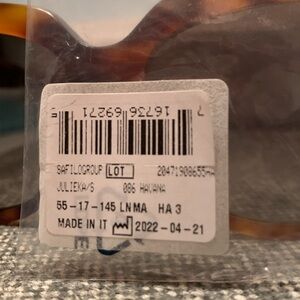 7 16736 69271
SAFILOGROUP LOT 20471908655HA
JULIEKA/S 086 HAVANA
55-17-145 LNMA HA 3
MADE IN IT 2022-04-21